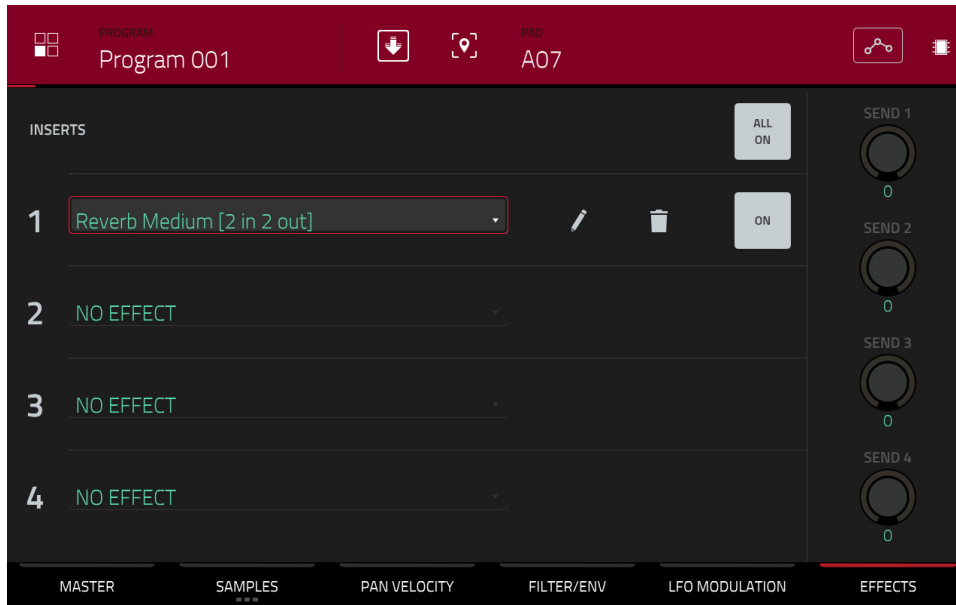 PROGRAM
Program 001
PAD
A07
INSERTS
ALL
ON
1
Reverb Medium [2 in 2 out]
ON
2
NO EFFECT
3
NO EFFECT
4
NO EFFECT
SEND 1
0
SEND 2
0
SEND 3
0
SEND 4
0
MASTER
SAMPLES
PAN VELOCITY
FILTER/ENV
LFO MODULATION
EFFECTS